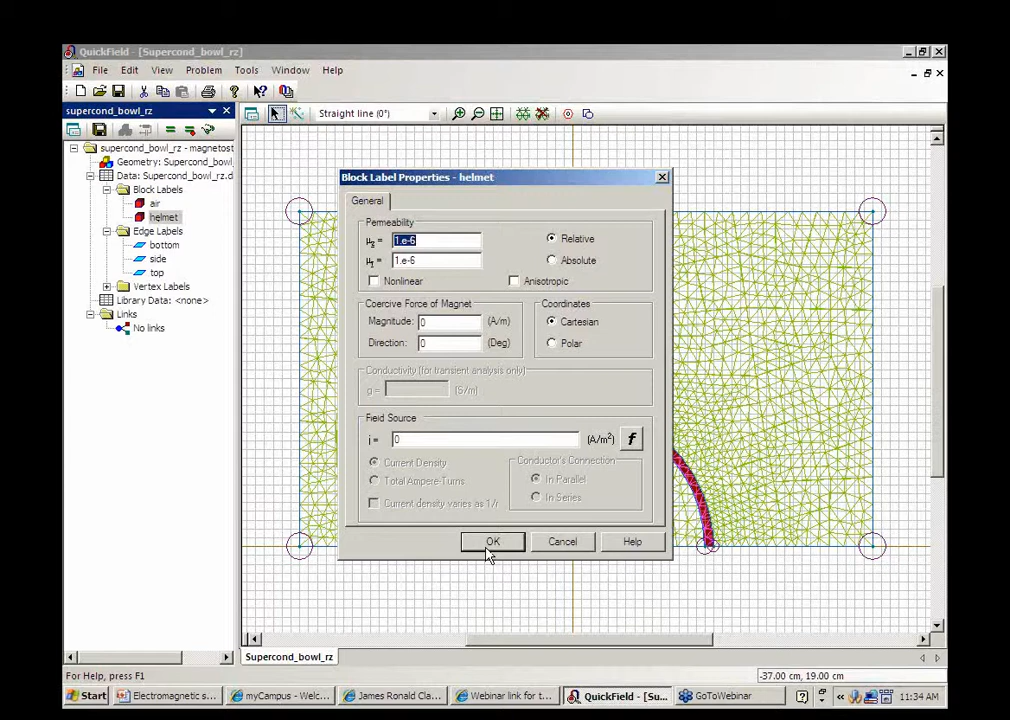 QuickField - [Supercond_bowl_rz]
File Edit View Problem Tools Window Help
supercond_bowl_rz
Straight line (0°)
supercond_bowl_rz - magnetost
Geometry: Supercond_bowl_
Data: Supercond_bowl_rz.d
Block Labels
air
helmet
Edge Labels
bottom
side
top
Vertex Labels
Library Data: <none>
Links
No links
Block Label Properties - helmet
General
Permeability
1.e-6
1.e-6
Relative
Absolute
Nonlinear
Anisotropic
Coercive Force of Magnet
Magnitude: 0 (A/m)
Direction: 0 (Deg)
Coordinates
Cartesian
Polar
Conductivity (for transient analysis only)
g = (S/m)
Field Source
j = 0 (A/m²) f
Current Density
Total Ampere-Turns
Current density varies as 1/r
Conductor's Connection
In Parallel
In Series
OK Cancel Help
Supercond_bowl_rz
For Help, press F1
-37.00 cm, 19.00 cm
Start Electromagnetic s... myCampus - Welc... James Ronald Cla... Webinar link for t... QuickField - [Su... GoToWebinar 11:34 AM